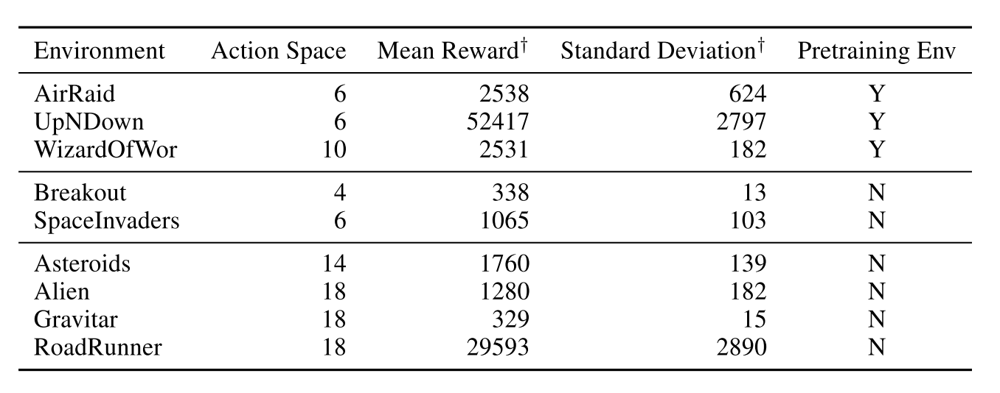 Environment Action Space Mean Reward† Standard Deviation† Pretraining Env
AirRaid 6 2538 624 Y
UpNDown 6 52417 2797 Y
WizardOfWor 10 2531 182 Y
Breakout 4 338 13 N
SpaceInvaders 6 1065 103 N
Asteroids 14 1760 139 N
Alien 18 1280 182 N
Gravitar 18 329 15 N
RoadRunner 18 29593 2890 N